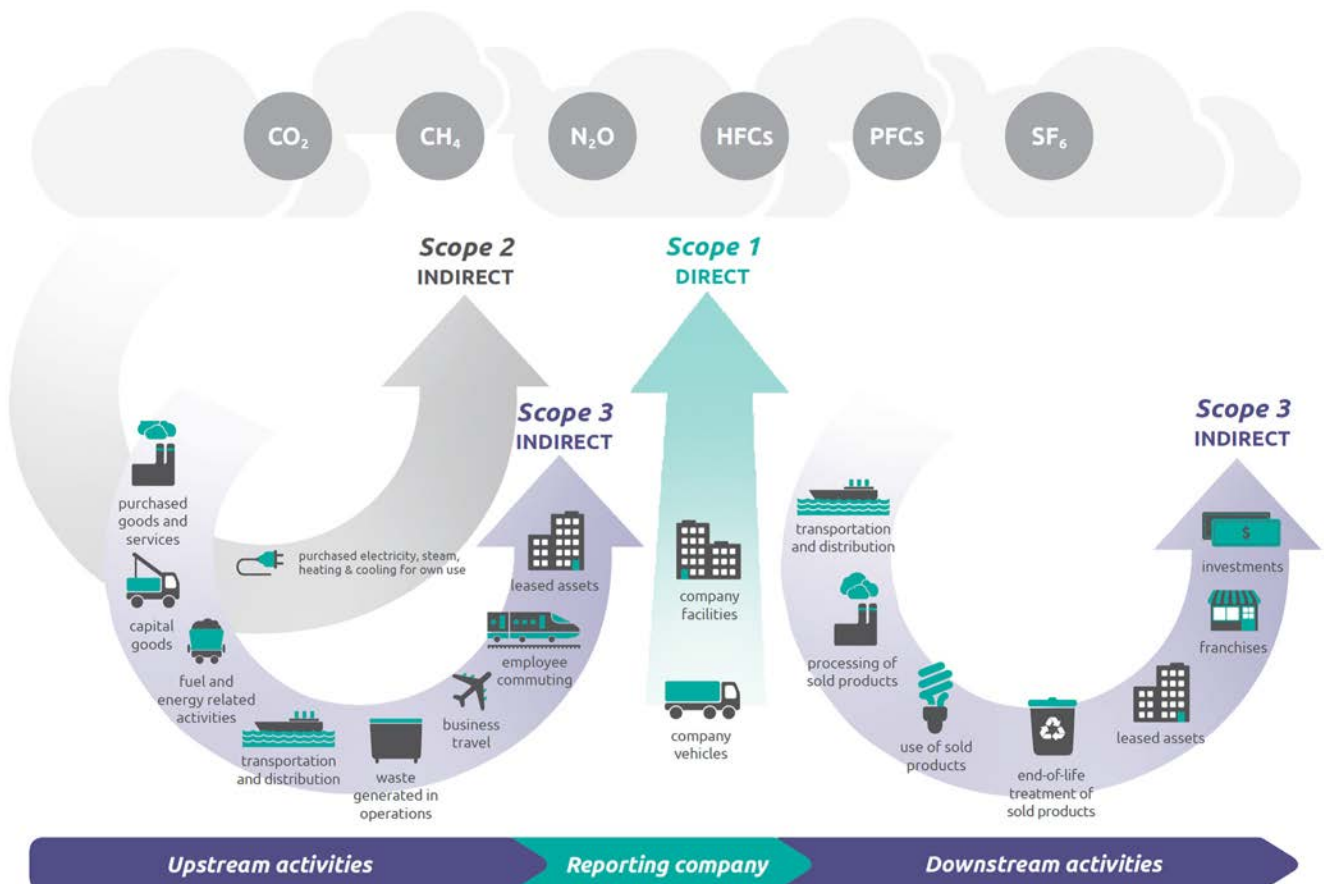 CO₂
CH₄
N₂O
HFCs
PFCs
SF₆
Scope 2
INDIRECT
Scope 1
DIRECT
Scope 3
INDIRECT
Scope 3
INDIRECT
purchased
goods and
services
capital
goods
fuel and
energy related
activities
transportation
and distribution
waste
generated in
operations
business
travel
employee
commuting
leased assets
purchased electricity, steam,
heating & cooling for own use
company
facilities
company
vehicles
transportation
and distribution
processing of
sold products
use of sold
products
end-of-life
treatment of
sold products
leased assets
franchises
$
investments
Upstream activities
Reporting company
Downstream activities